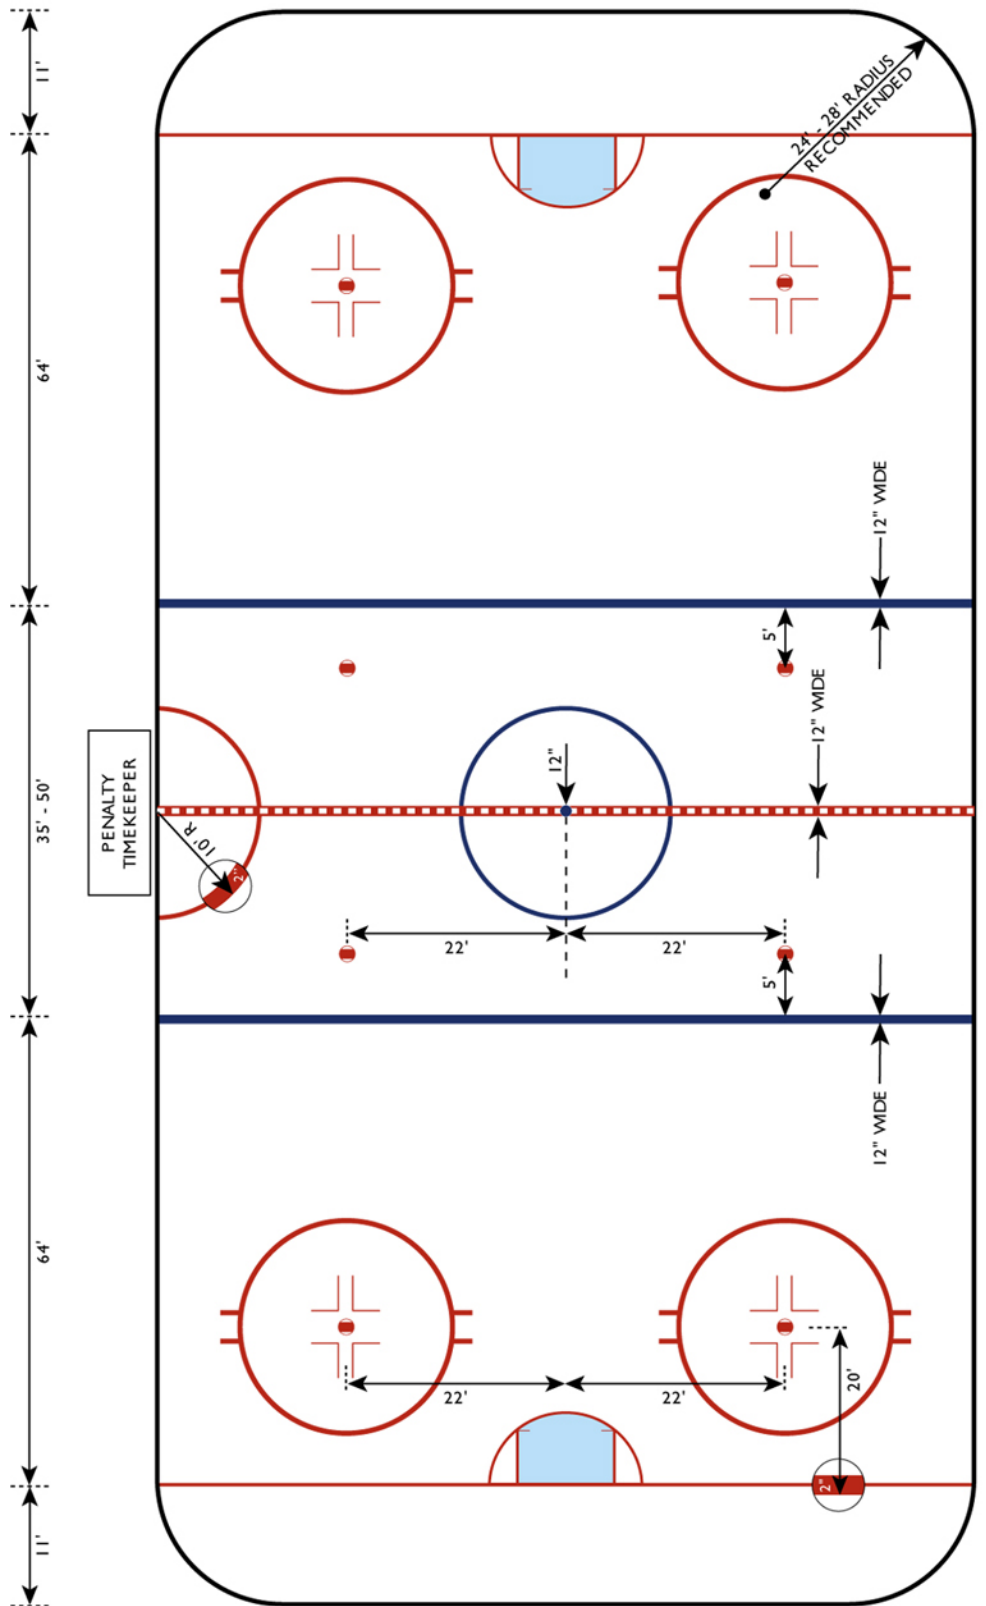 11'
24' - 28' RADIUS
RECOMMENDED
64'
12" WIDE
5'
12" WIDE
PENALTY
TIMEKEEPER
35' - 50'
12"
10'R
2"
22'
22'
5'
12" WIDE
64'
22'
22'
20'
2"
11'